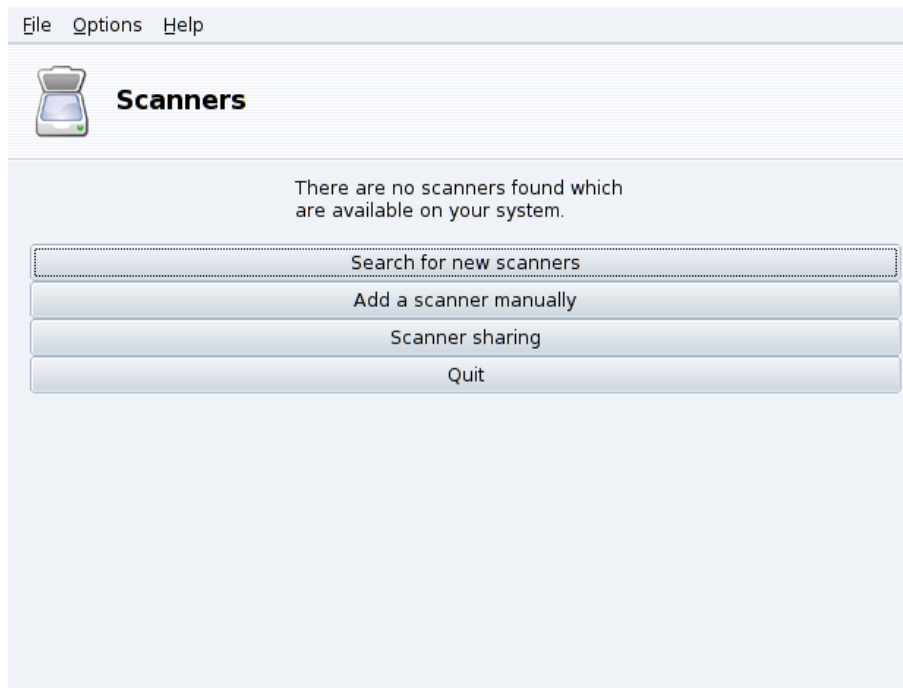 File Options Help
Scanners
There are no scanners found which
are available on your system.
Search for new scanners
Add a scanner manually
Scanner sharing
Quit